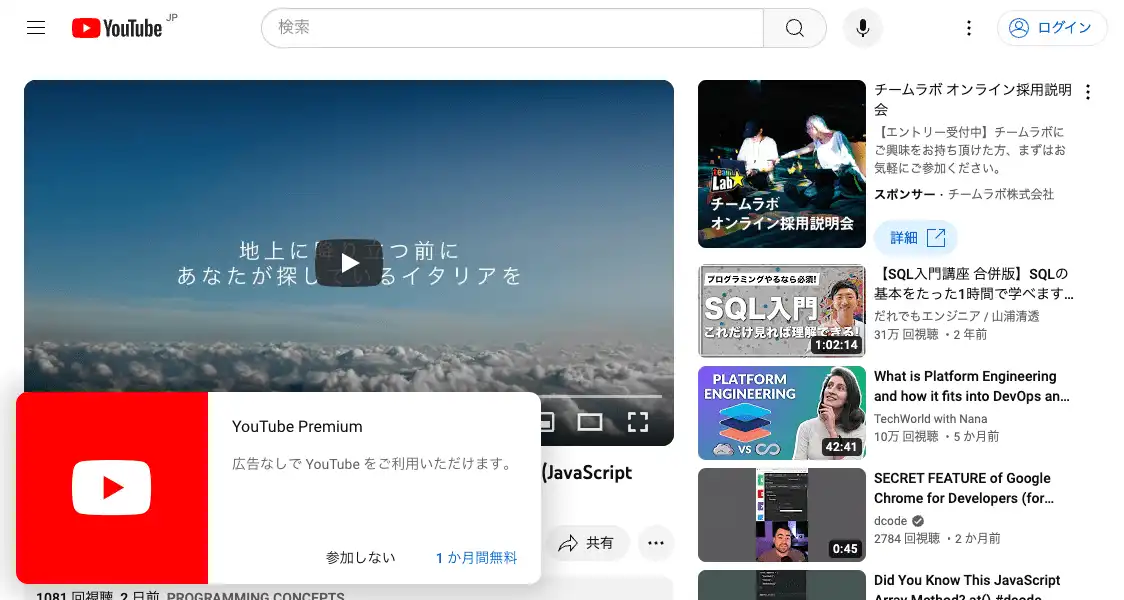 YouTube JP
検索
ログイン
地上に降り立つ前に
あなたが探しているイタリアを
YouTube Premium
広告なしで YouTube をご利用いただけます。
参加しない
1 か月間無料
(JavaScript
共有
1081 回視聴 2 日前 PROGRAMMING CONCEPTS
teamLab
チームラボ
オンライン採用説明会
チームラボ オンライン採用説明
会
【エントリー受付中】チームラボに
ご興味をお持ち頂けた方、まずはお
気軽にご参加ください。
スポンサー・チームラボ株式会社
詳細
プログラミングやるなら必須!
SQL入門
これだけ見れば理解できる!
1:02:14
【SQL入門講座 合併版】SQLの
基本をたった1時間で学べます...
だれでもエンジニア / 山浦清透
31万 回視聴・2 年前
PLATFORM
ENGINEERING
VS
42:41
What is Platform Engineering
and how it fits into DevOps an...
TechWorld with Nana
10万 回視聴・5 か月前
0:45
SECRET FEATURE of Google
Chrome for Developers (for...
dcode
2784 回視聴・2 か月前
Did You Know This JavaScript
Array Method? at() #dcode